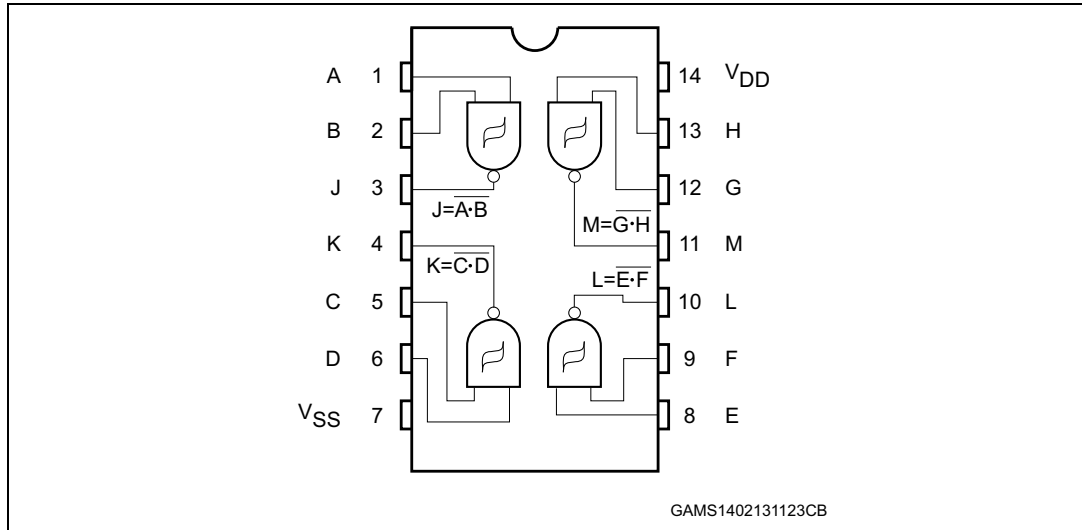 A 1
B 2
J 3
K 4
C 5
D 6
VSS 7
14 VDD
13 H
12 G
11 M
10 L
9 F
8 E
J=A̅·̅B̅
M=G̅·̅H̅
K=C̅·̅D̅
L=E̅·̅F̅
GAMS1402131123CB